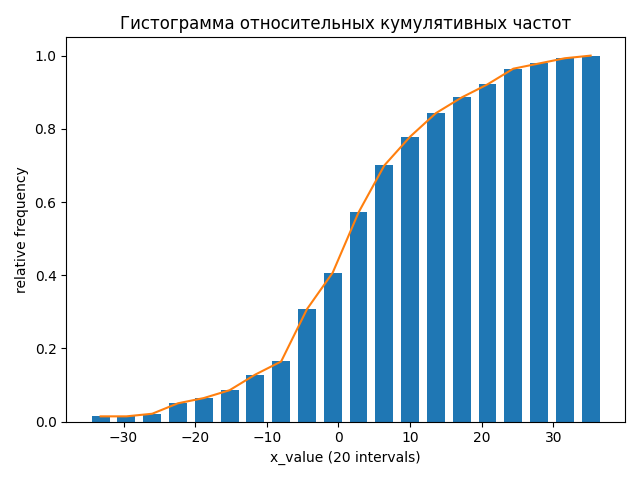 Гистограмма относительных кумулятивных частот
relative frequency
1.0
0.8
0.6
0.4
0.2
0.0
−30 −20 −10 0 10 20 30
x_value (20 intervals)